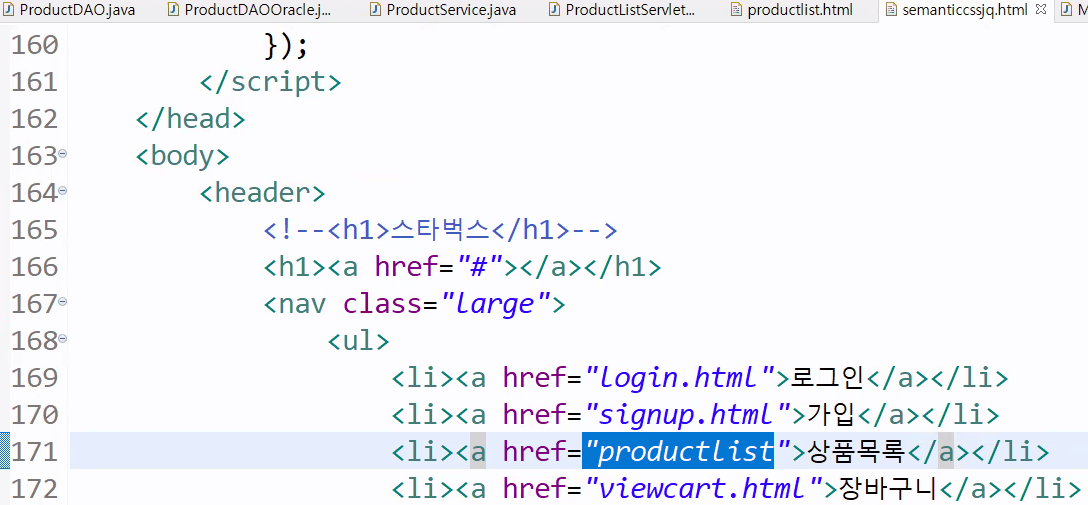 ProductDAO.java ProductDAOOracle.j... ProductService.java ProductListServlet... productlist.html semanticcssjq.html M
160 });
161 </script>
162 </head>
163 <body>
164 <header>
165 <!--<h1>스타벅스</h1>-->
166 <h1><a href="#"></a></h1>
167 <nav class="large">
168 <ul>
169 <li><a href="login.html">로그인</a></li>
170 <li><a href="signup.html">가입</a></li>
171 <li><a href="productlist">상품목록</a></li>
172 <li><a href="viewcart.html">장바구니</a></li>